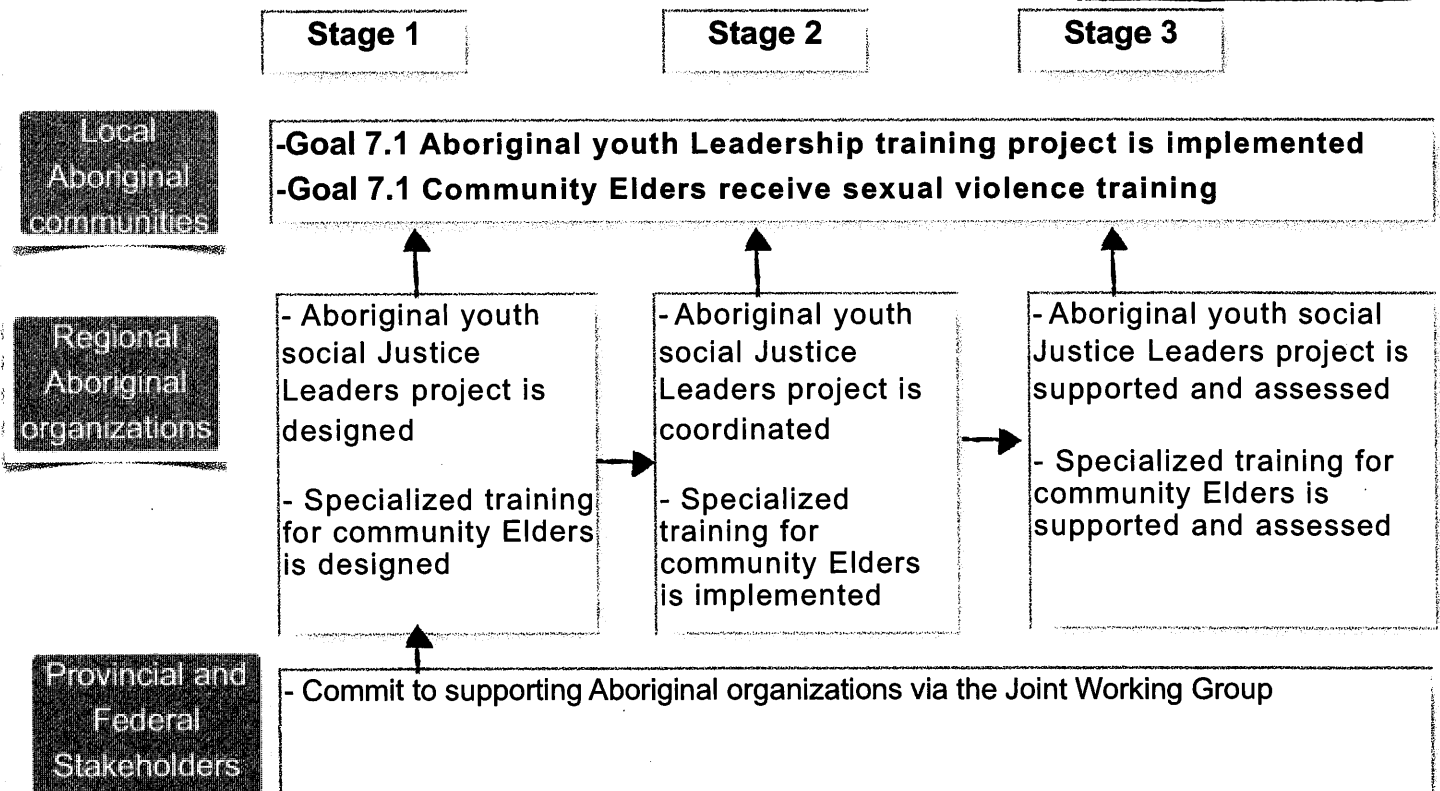 Stage 1
Stage 2
Stage 3
Local
Aboriginal
communities
-Goal 7.1 Aboriginal youth Leadership training project is implemented
-Goal 7.1 Community Elders receive sexual violence training
Regional
Aboriginal
organizations
- Aboriginal youth
social Justice
Leaders project is
designed
- Specialized training
for community Elders
is designed
- Aboriginal youth
social Justice
Leaders project is
coordinated
- Specialized
training for
community Elders
is implemented
- Aboriginal youth social
Justice Leaders project is
supported and assessed
- Specialized training for
community Elders is
supported and assessed
Provincial and
Federal
Stakeholders
- Commit to supporting Aboriginal organizations via the Joint Working Group